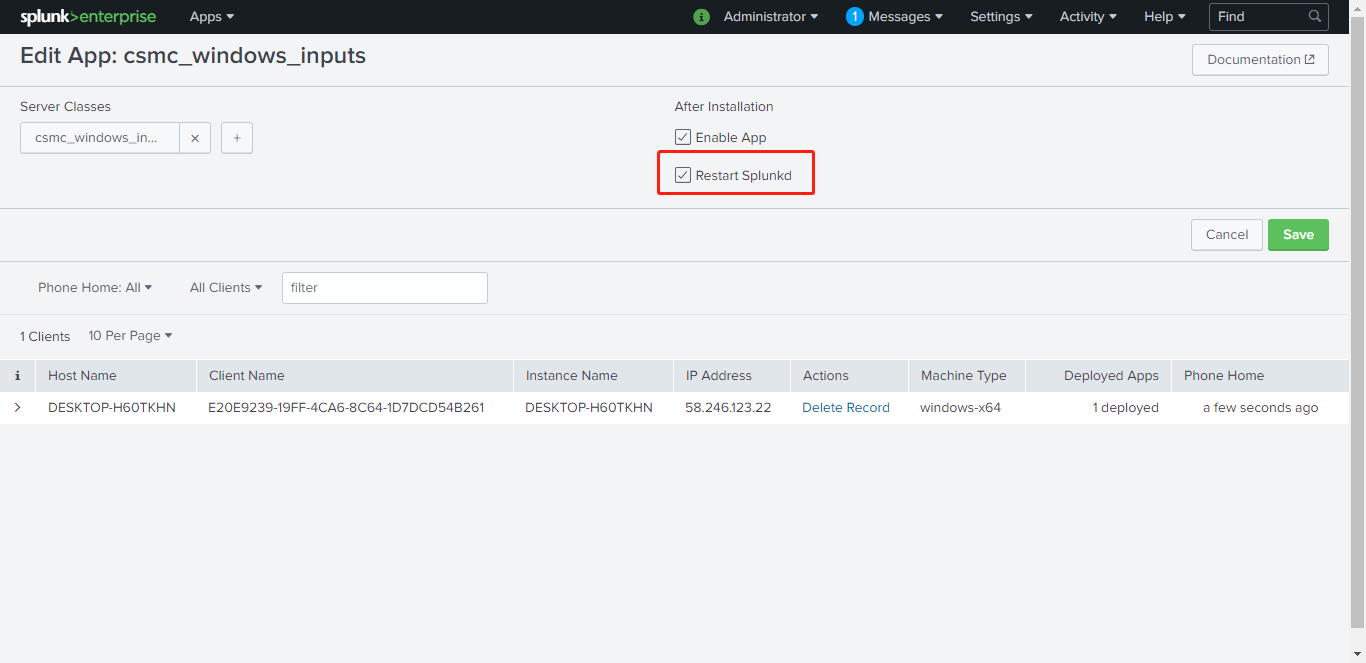 splunk>enterprise Apps Administrator 1 Messages Settings Activity Help Find
Edit App: csmc_windows_inputs
Documentation
Server Classes
After Installation
csmc_windows_in... × +
Enable App
Restart Splunkd
Cancel Save
Phone Home: All All Clients filter
1 Clients 10 Per Page
i Host Name Client Name Instance Name IP Address Actions Machine Type Deployed Apps Phone Home
DESKTOP-H60TKHN E20E9239-19FF-4CA6-8C64-1D7DCD54B261 DESKTOP-H60TKHN 58.246.123.22 Delete Record windows-x64 1 deployed a few seconds ago